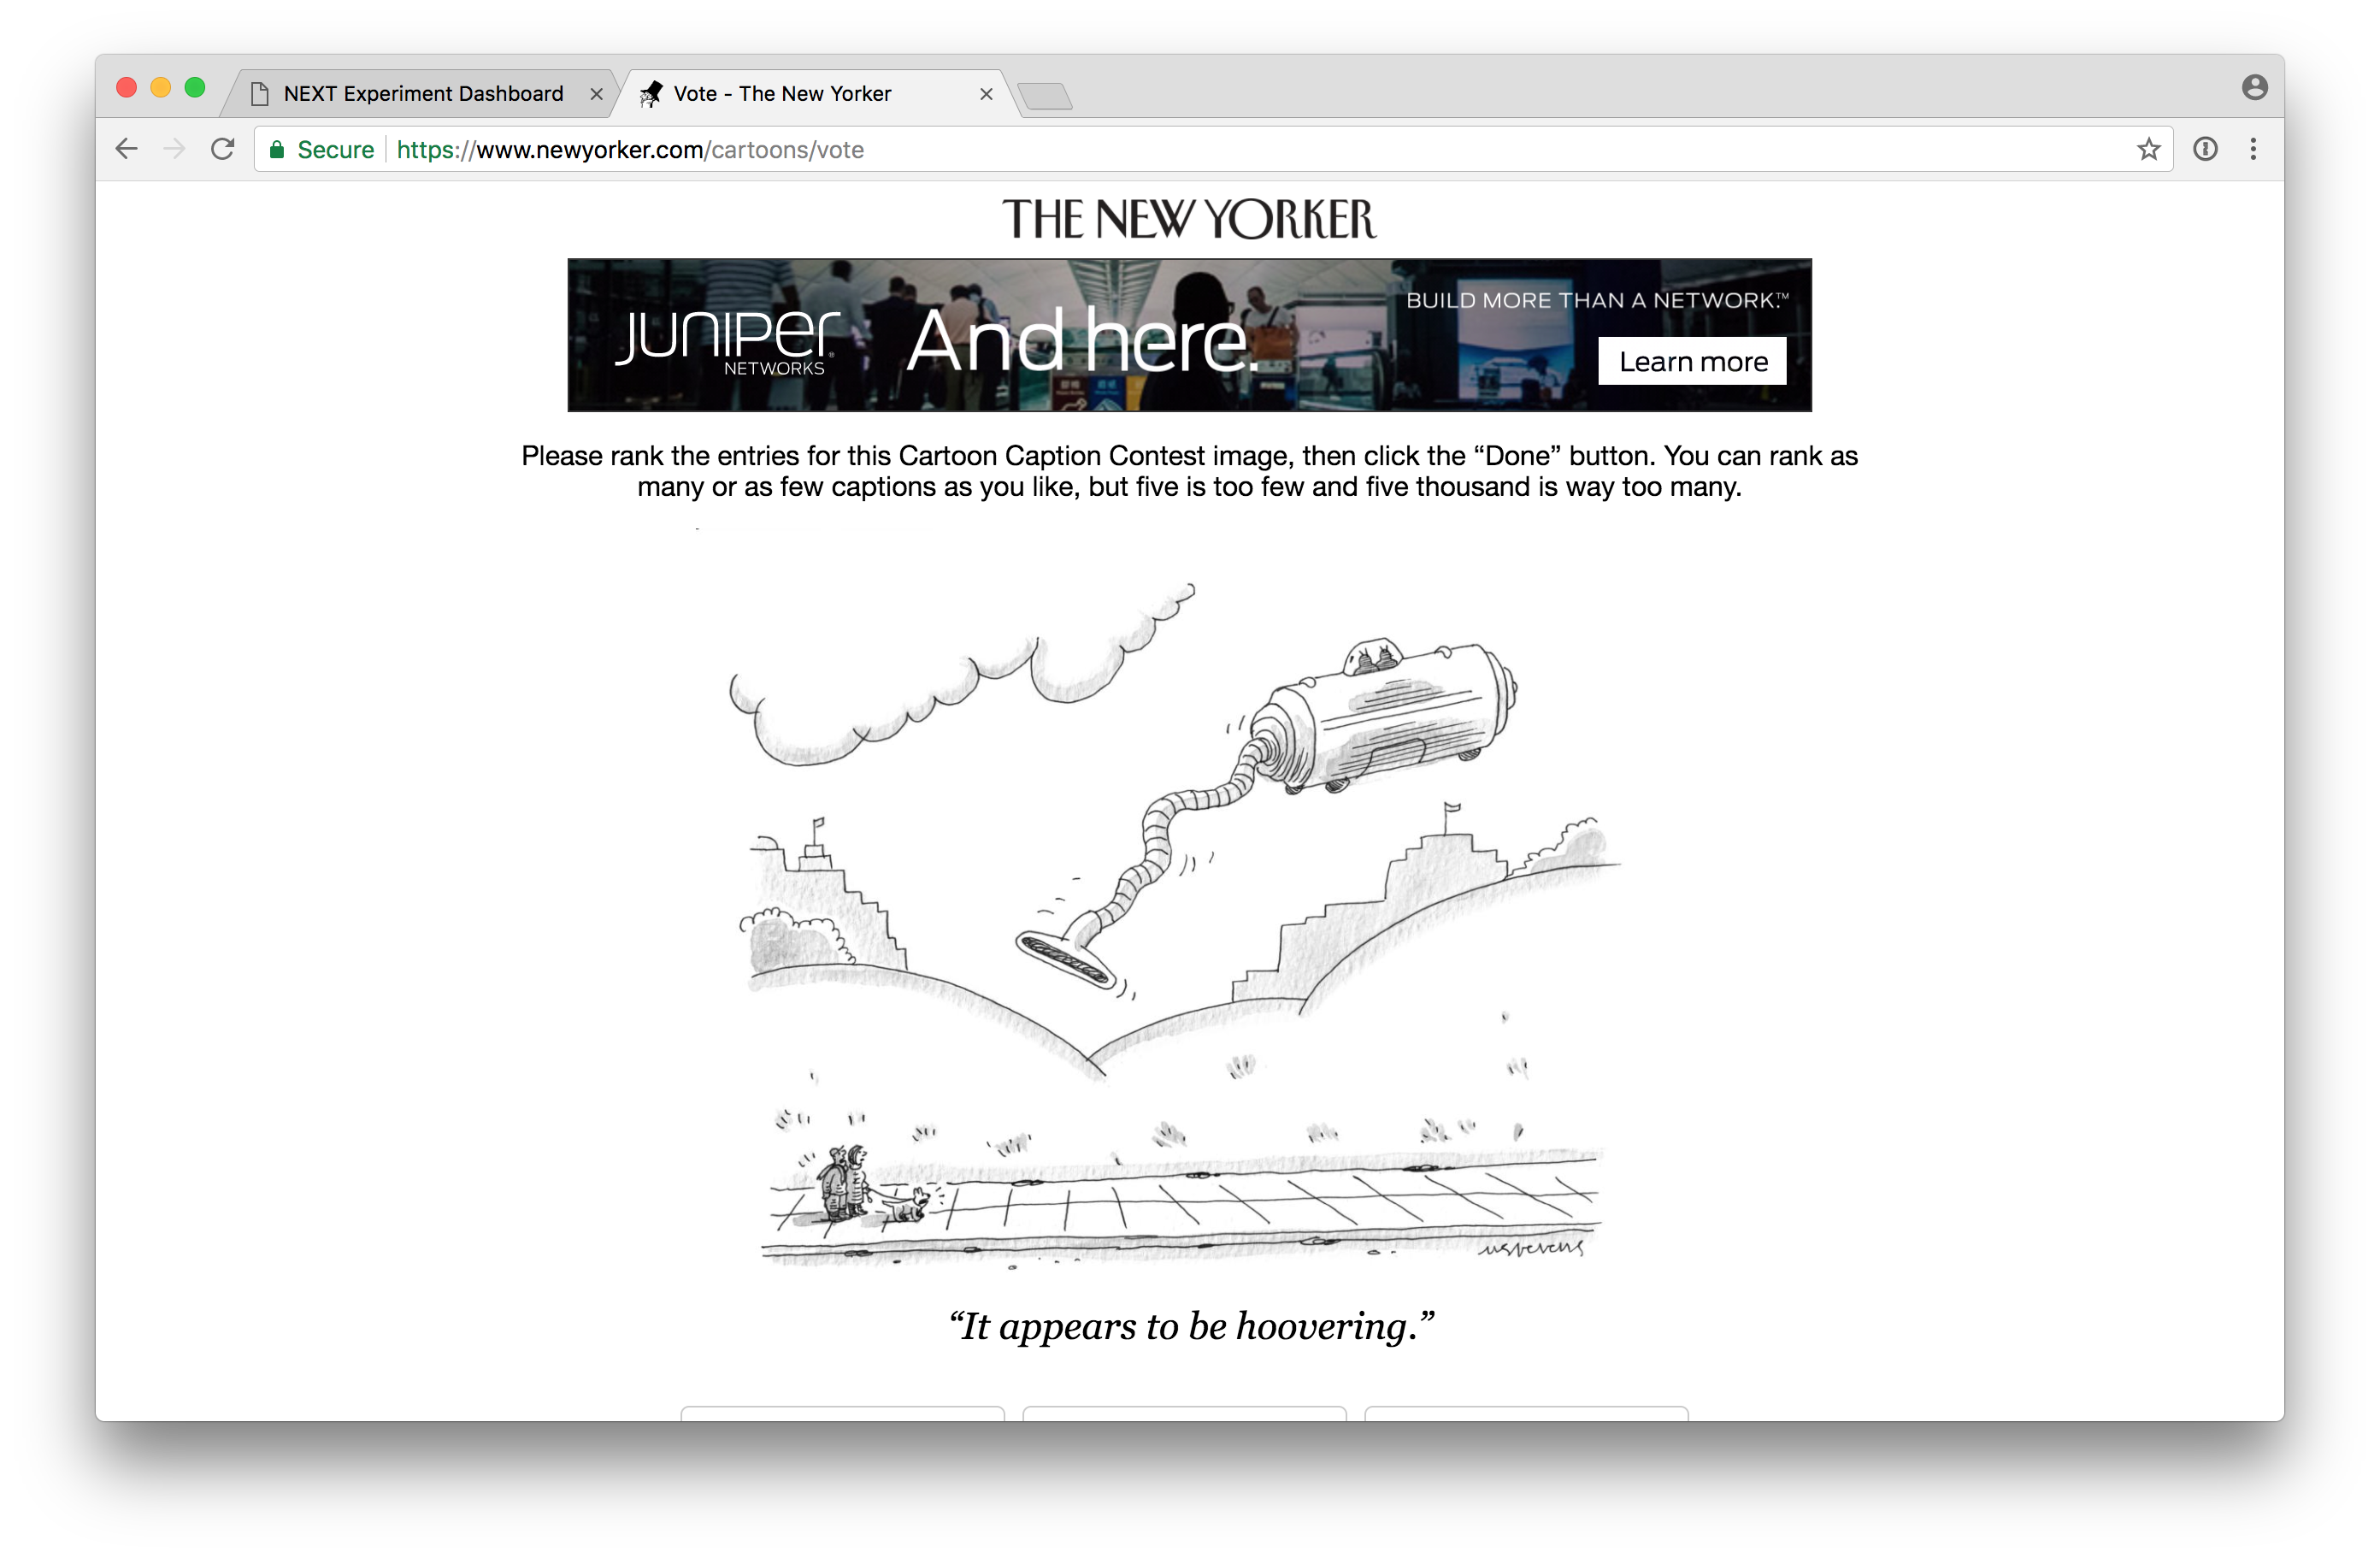 NEXT Experiment Dashboard
Vote - The New Yorker
Secure
https://www.newyorker.com/cartoons/vote
THE NEW YORKER
JUNIPer
NETWORKS
And here.
BUILD MORE THAN A NETWORK.™
Learn more
Please rank the entries for this Cartoon Caption Contest image, then click the “Done” button. You can rank as
many or as few captions as you like, but five is too few and five thousand is way too many.
“It appears to be hoovering.”